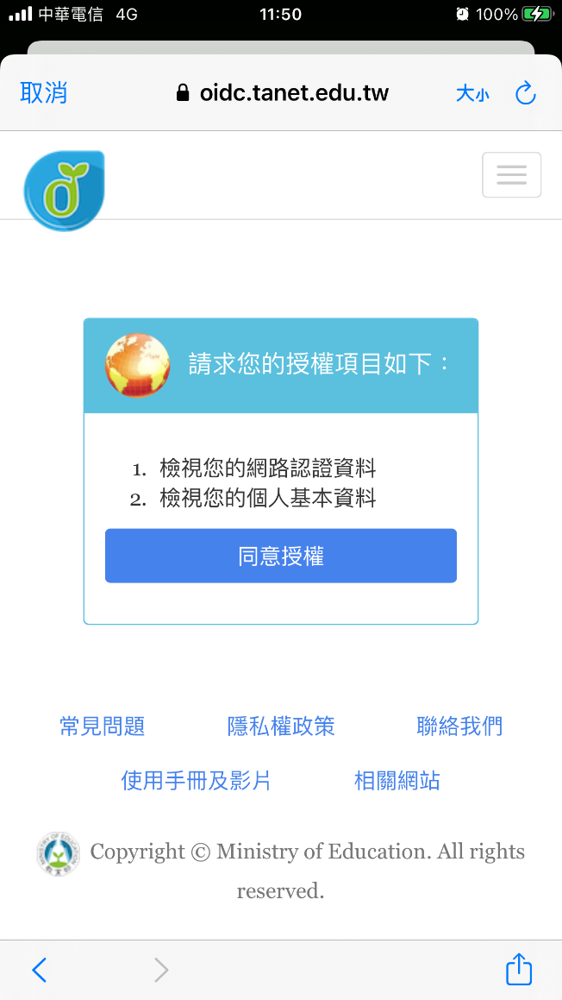 中華電信 4G 11:50 100%
取消 oidc.tanet.edu.tw 大小
請求您的授權項目如下：
1. 檢視您的網路認證資料
2. 檢視您的個人基本資料
同意授權
常見問題 隱私權政策 聯絡我們
使用手冊及影片 相關網站
Copyright © Ministry of Education. All rights
reserved.